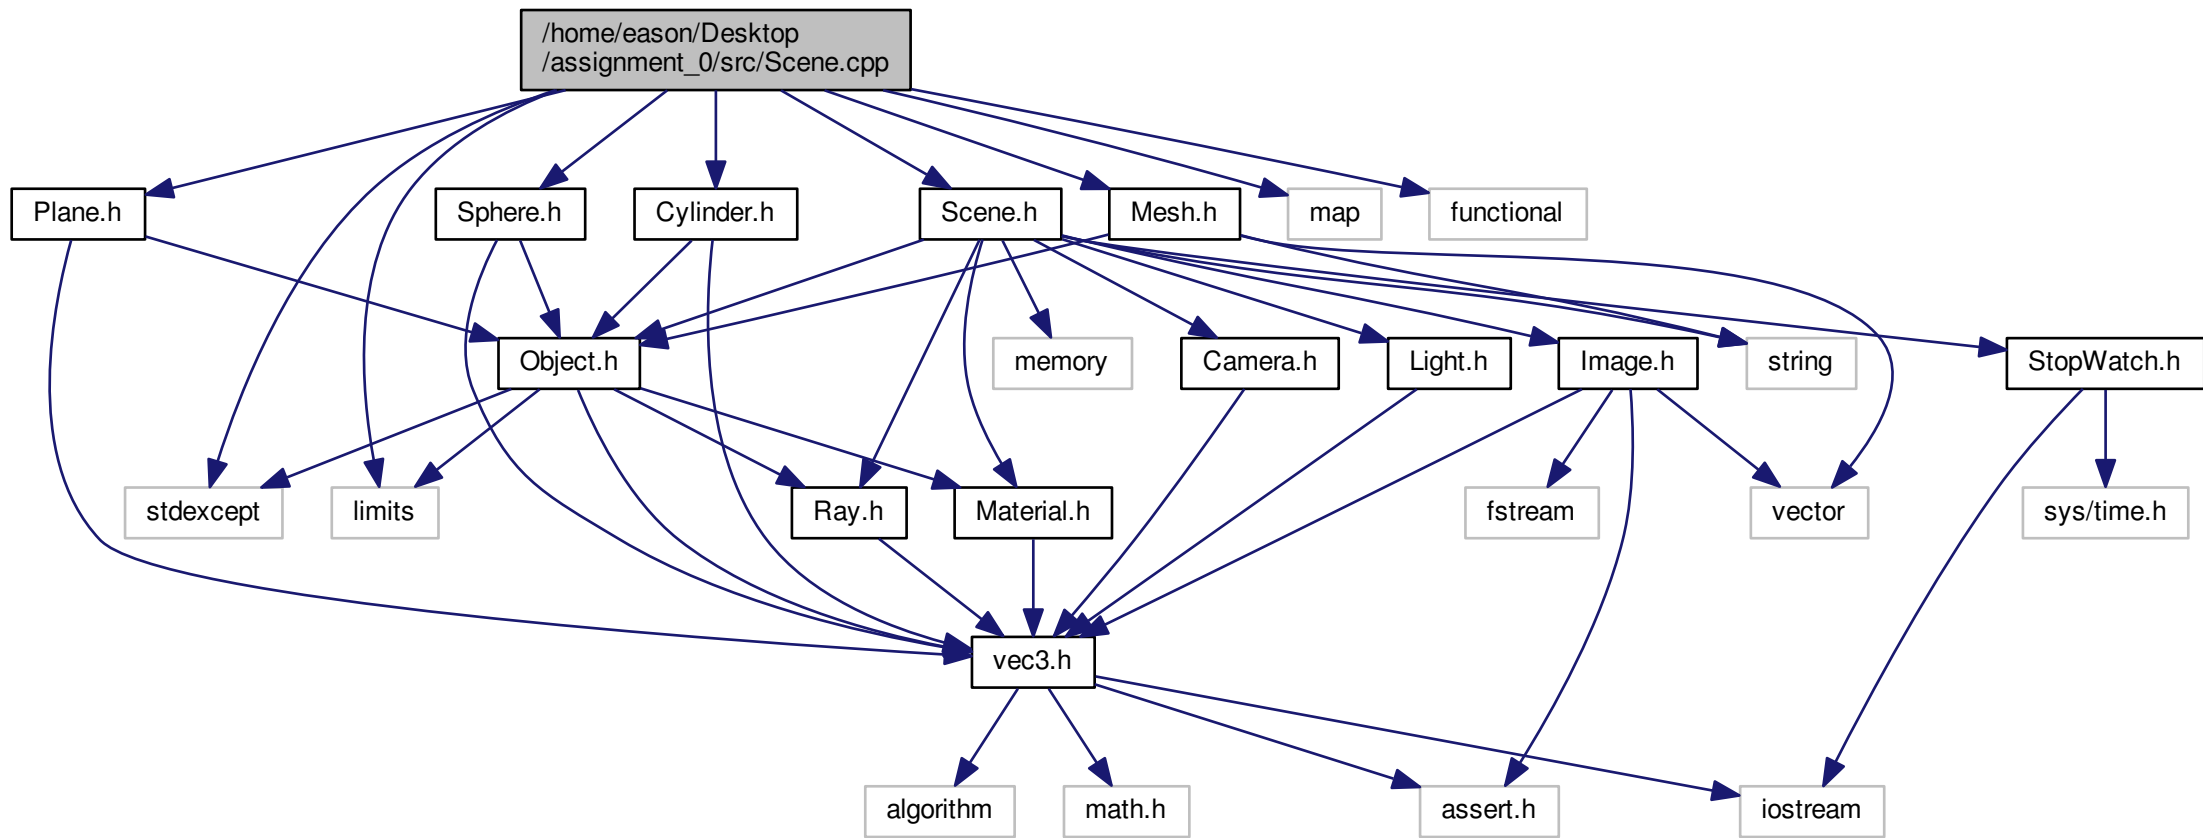 /home/eason/Desktop
/assignment_0/src/Scene.cpp
Plane.h
Sphere.h
Cylinder.h
Scene.h
Mesh.h
map
functional
Object.h
memory
Camera.h
Light.h
Image.h
string
StopWatch.h
stdexcept
limits
Ray.h
Material.h
fstream
vector
sys/time.h
vec3.h
algorithm
math.h
assert.h
iostream